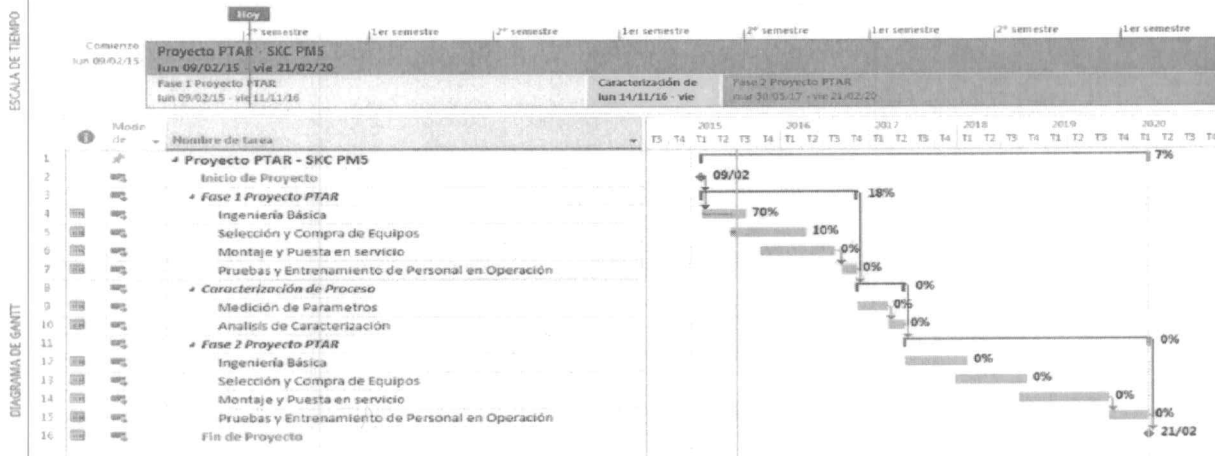 Hoy
2° semestre 1er semestre 2° semestre 1er semestre 2° semestre 1er semestre 2° semestre 1er semestre
ESCALA DE TIEMPO
Comienzo
lun 09/02/15
Proyecto PTAR - SKC PM5
lun 09/02/15 - vie 21/02/20
Fase 1 Proyecto PTAR
lun 09/02/15 - vie 11/11/16
Caracterización de
lun 14/11/16 - vie
Fase 2 Proyecto PTAR
mar 30/05/17 - vie 21/02/20
DIAGRAMA DE GANTT
Modo de Nombre de tarea
2015 2016 2017 2018 2019 2020
T3 T4 T1 T2 T3 T4 T1 T2 T3 T4 T1 T2 T3 T4 T1 T2 T3 T4 T1 T2 T3 T4 T1 T2 T3 T4
1 Proyecto PTAR - SKC PM5 7%
2 Inicio de Proyecto 09/02
3 Fase 1 Proyecto PTAR 18%
4 Ingeniería Básica 70%
5 Selección y Compra de Equipos 10%
6 Montaje y Puesta en servicio 0%
7 Pruebas y Entrenamiento de Personal en Operación 0%
8 Caracterización de Proceso 0%
9 Medición de Parametros 0%
10 Analisis de Caracterización 0%
11 Fase 2 Proyecto PTAR 0%
12 Ingeniería Básica 0%
13 Selección y Compra de Equipos 0%
14 Montaje y Puesta en servicio 0%
15 Pruebas y Entrenamiento de Personal en Operación 0%
16 Fin de Proyecto 21/02